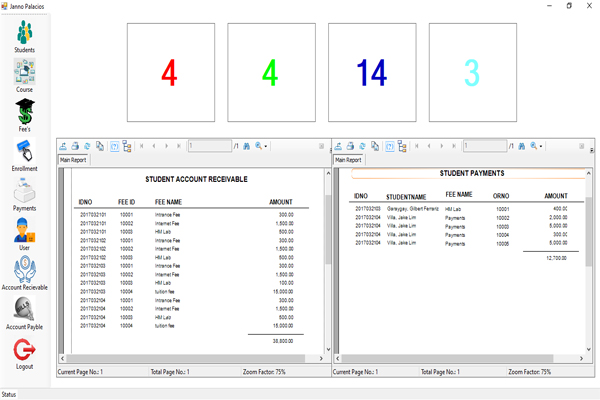 Janno Palacios
Students
Course
Fee's
Enrollment
Payments
User
Account Recievable
Account Payble
Logout
4
4
14
3
1
/1
Main Report
STUDENT ACCOUNT RECEIVABLE
IDNO FEE ID FEE NAME AMOUNT
2017032101 10001 Intrance Fee 300.00
2017032101 10002 Internet Fee 1,500.00
2017032101 10003 HM Lab 500.00
2017032102 10001 Intrance Fee 300.00
2017032102 10002 Internet Fee 1,500.00
2017032102 10003 HM Lab 600.00
2017032103 10001 Intrance Fee 300.00
2017032103 10002 Internet Fee 1,500.00
2017032103 10003 HM Lab 100.00
2017032103 10004 tuition fee 15,000.00
2017032104 10001 Intrance Fee 300.00
2017032104 10002 Internet Fee 1,500.00
2017032104 10003 HM Lab 500.00
2017032104 10004 tuition fee 15,000.00
38,800.00
Current Page No.: 1 Total Page No.: 1 Zoom Factor: 75%
1
/1
Main Report
STUDENT PAYMENTS
IDNO STUDENTNAME FEE NAME ORNO AMOUNT
2017032103 Gilbert HM Lab 10001 400.00
2017032104 Villa, Jake Lim Payments 10002 2,000.00
2017032104 Villa, Jake Lim Payments 10003 5,000.00
2017032104 Villa, Jake Lim Payments 10004 300.00
2017032104 Villa, Jake Lim Payments 10005 5,000.00
12,700.00
Current Page No.: 1 Total Page No.: 1 Zoom Factor: 75%
Status